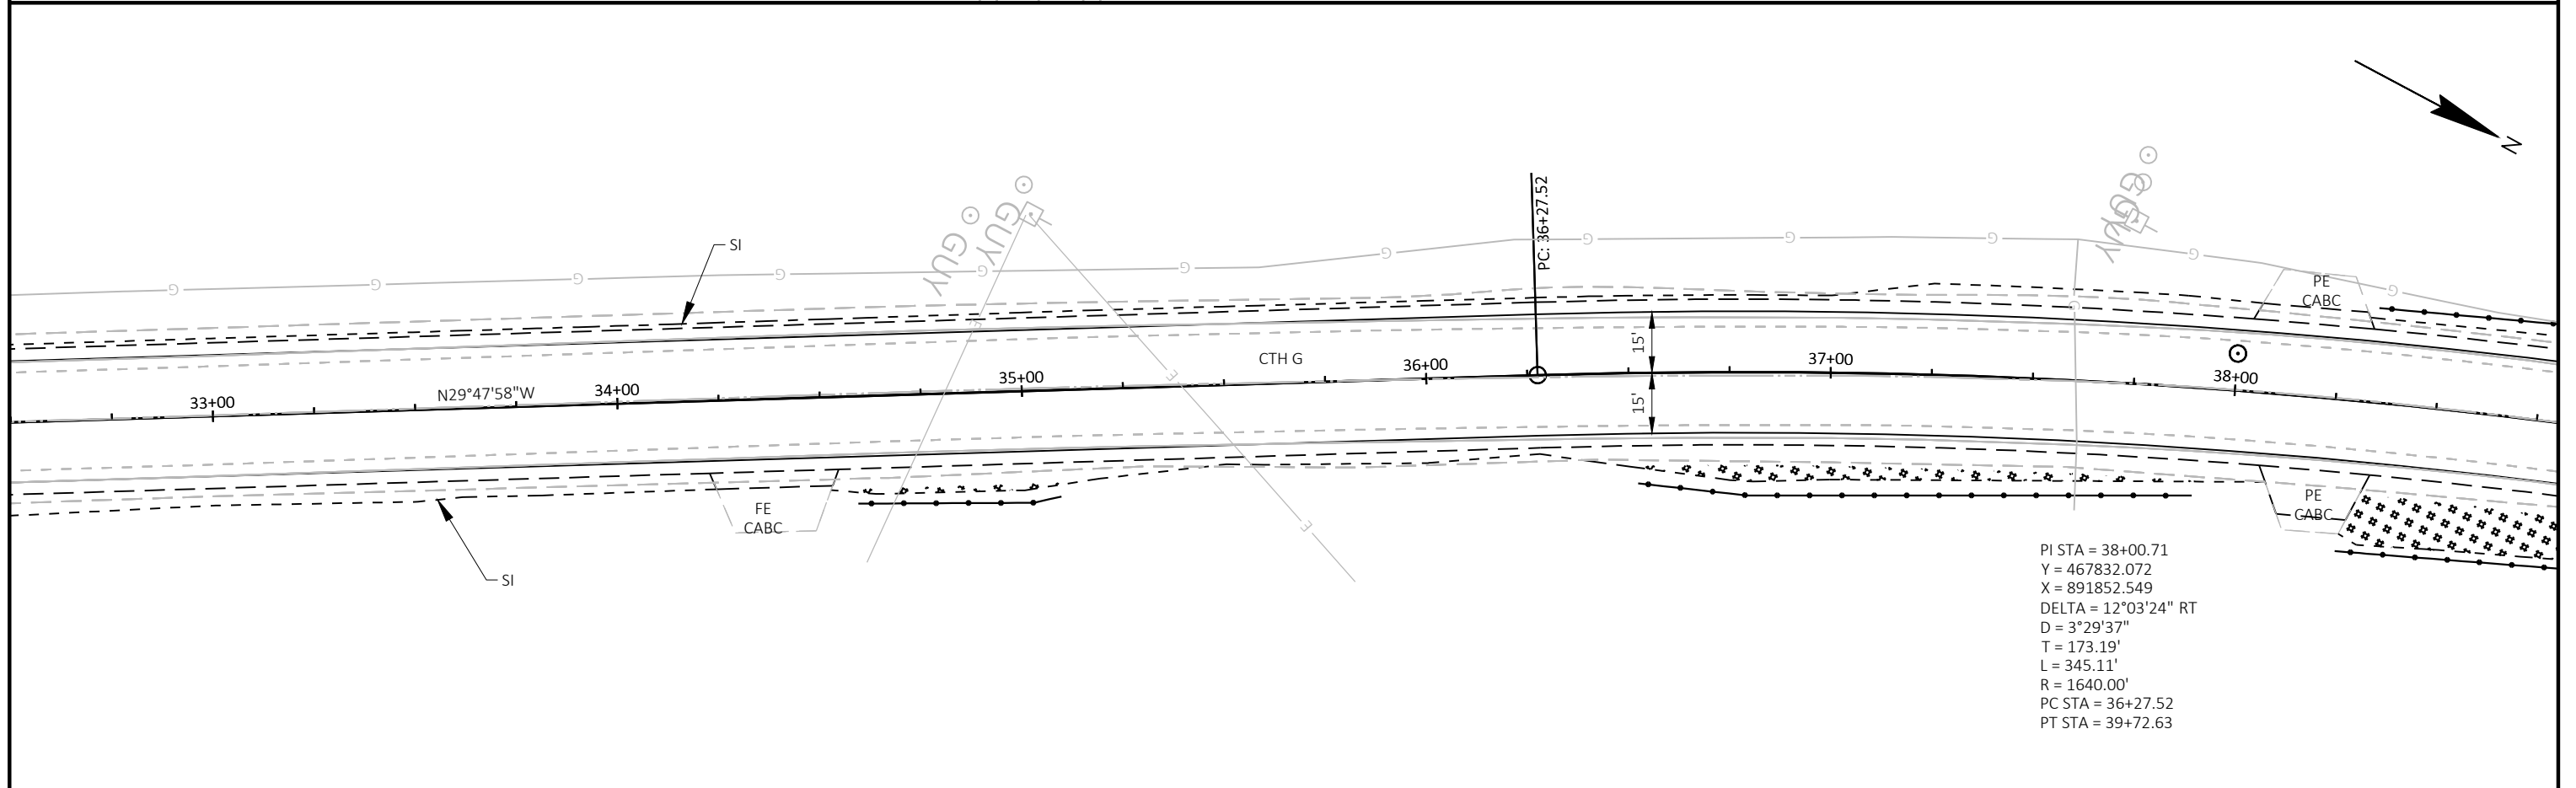 N
GUY
GUY
GUY
GUY
PC: 36+27.52
SI
G
G
G
G
G
G
G
G
G
G
G
G
G
PE
CABC
E
E
E
15'
15'
CTH G
33+00
N29°47'58"W
34+00
35+00
36+00
37+00
38+00
FE
CABC
SI
PE
CABC
PI STA = 38+00.71
Y = 467832.072
X = 891852.549
DELTA = 12°03'24" RT
D = 3°29'37"
T = 173.19'
L = 345.11'
R = 1640.00'
PC STA = 36+27.52
PT STA = 39+72.63